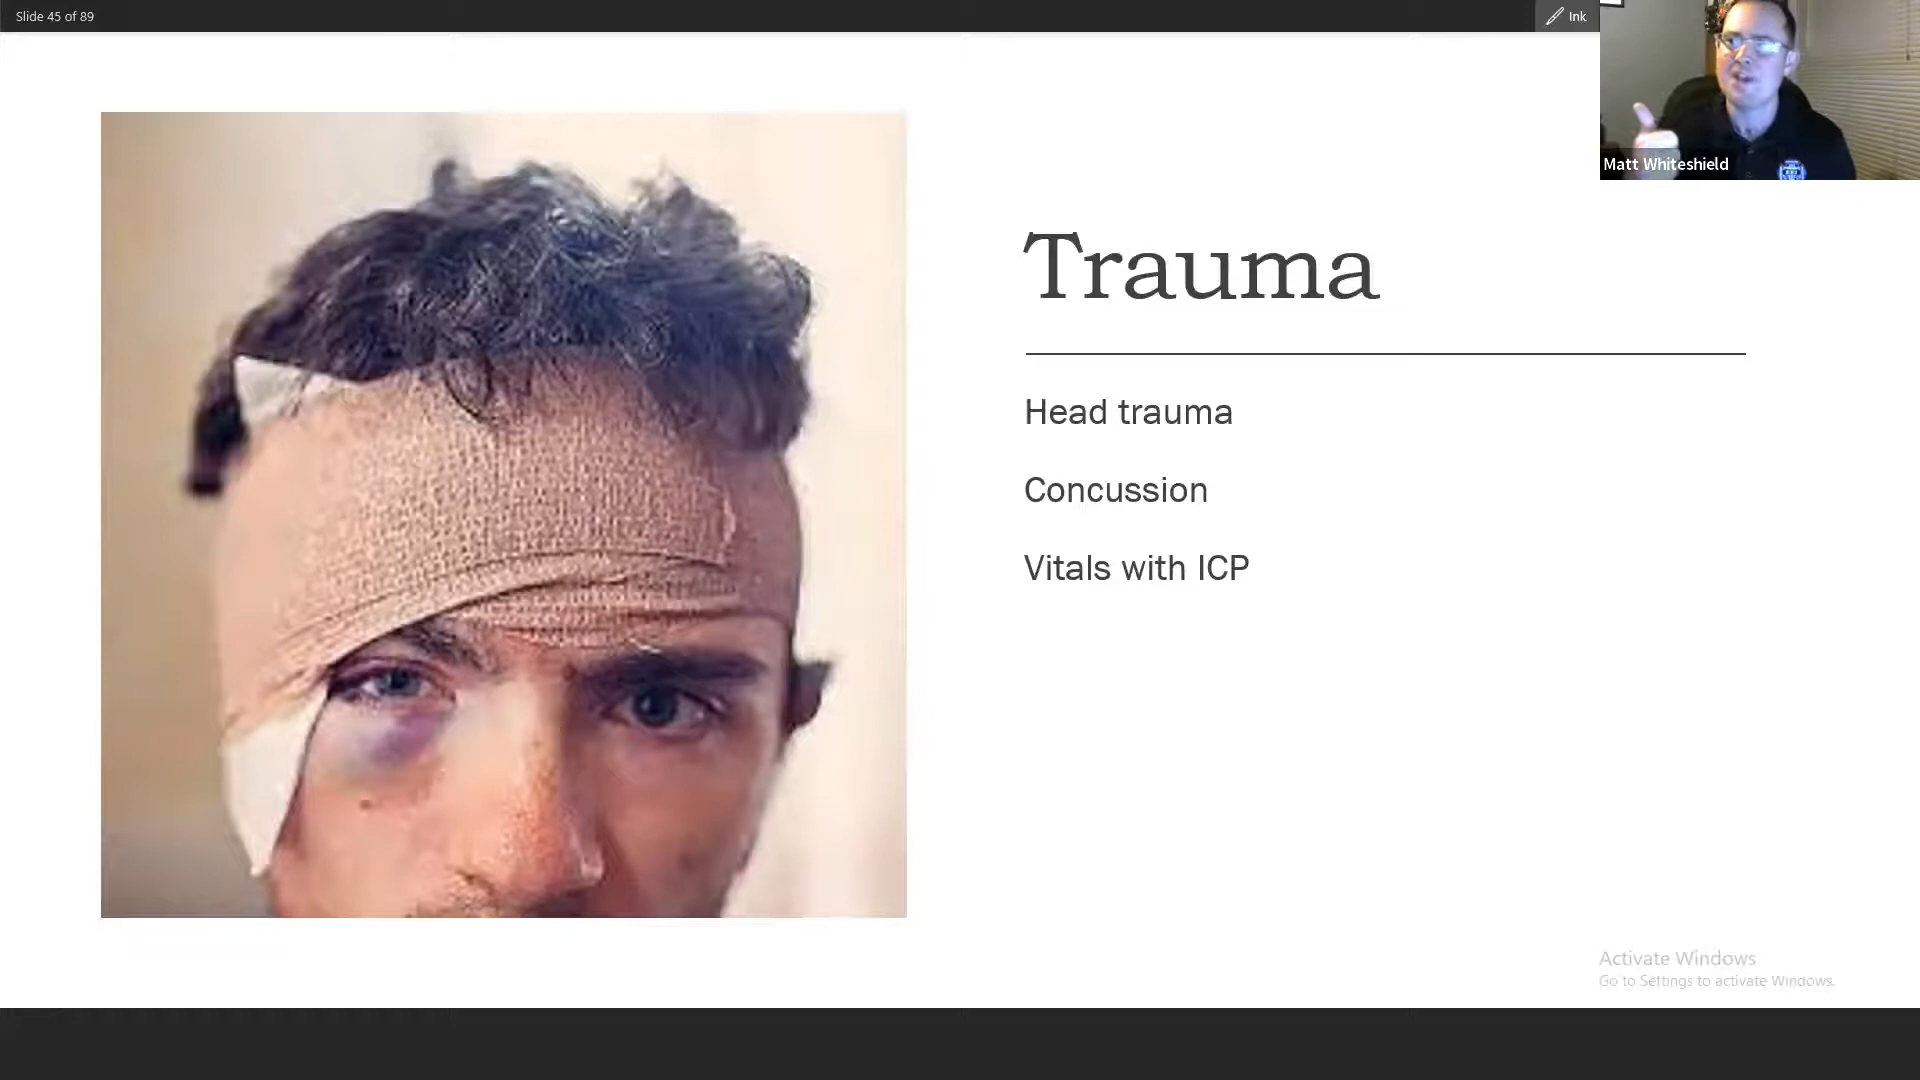 Slide 45 of 89
Ink
Matt Whiteshield
Trauma
Head trauma
Concussion
Vitals with ICP
Activate Windows
Go to Settings to activate Windows.